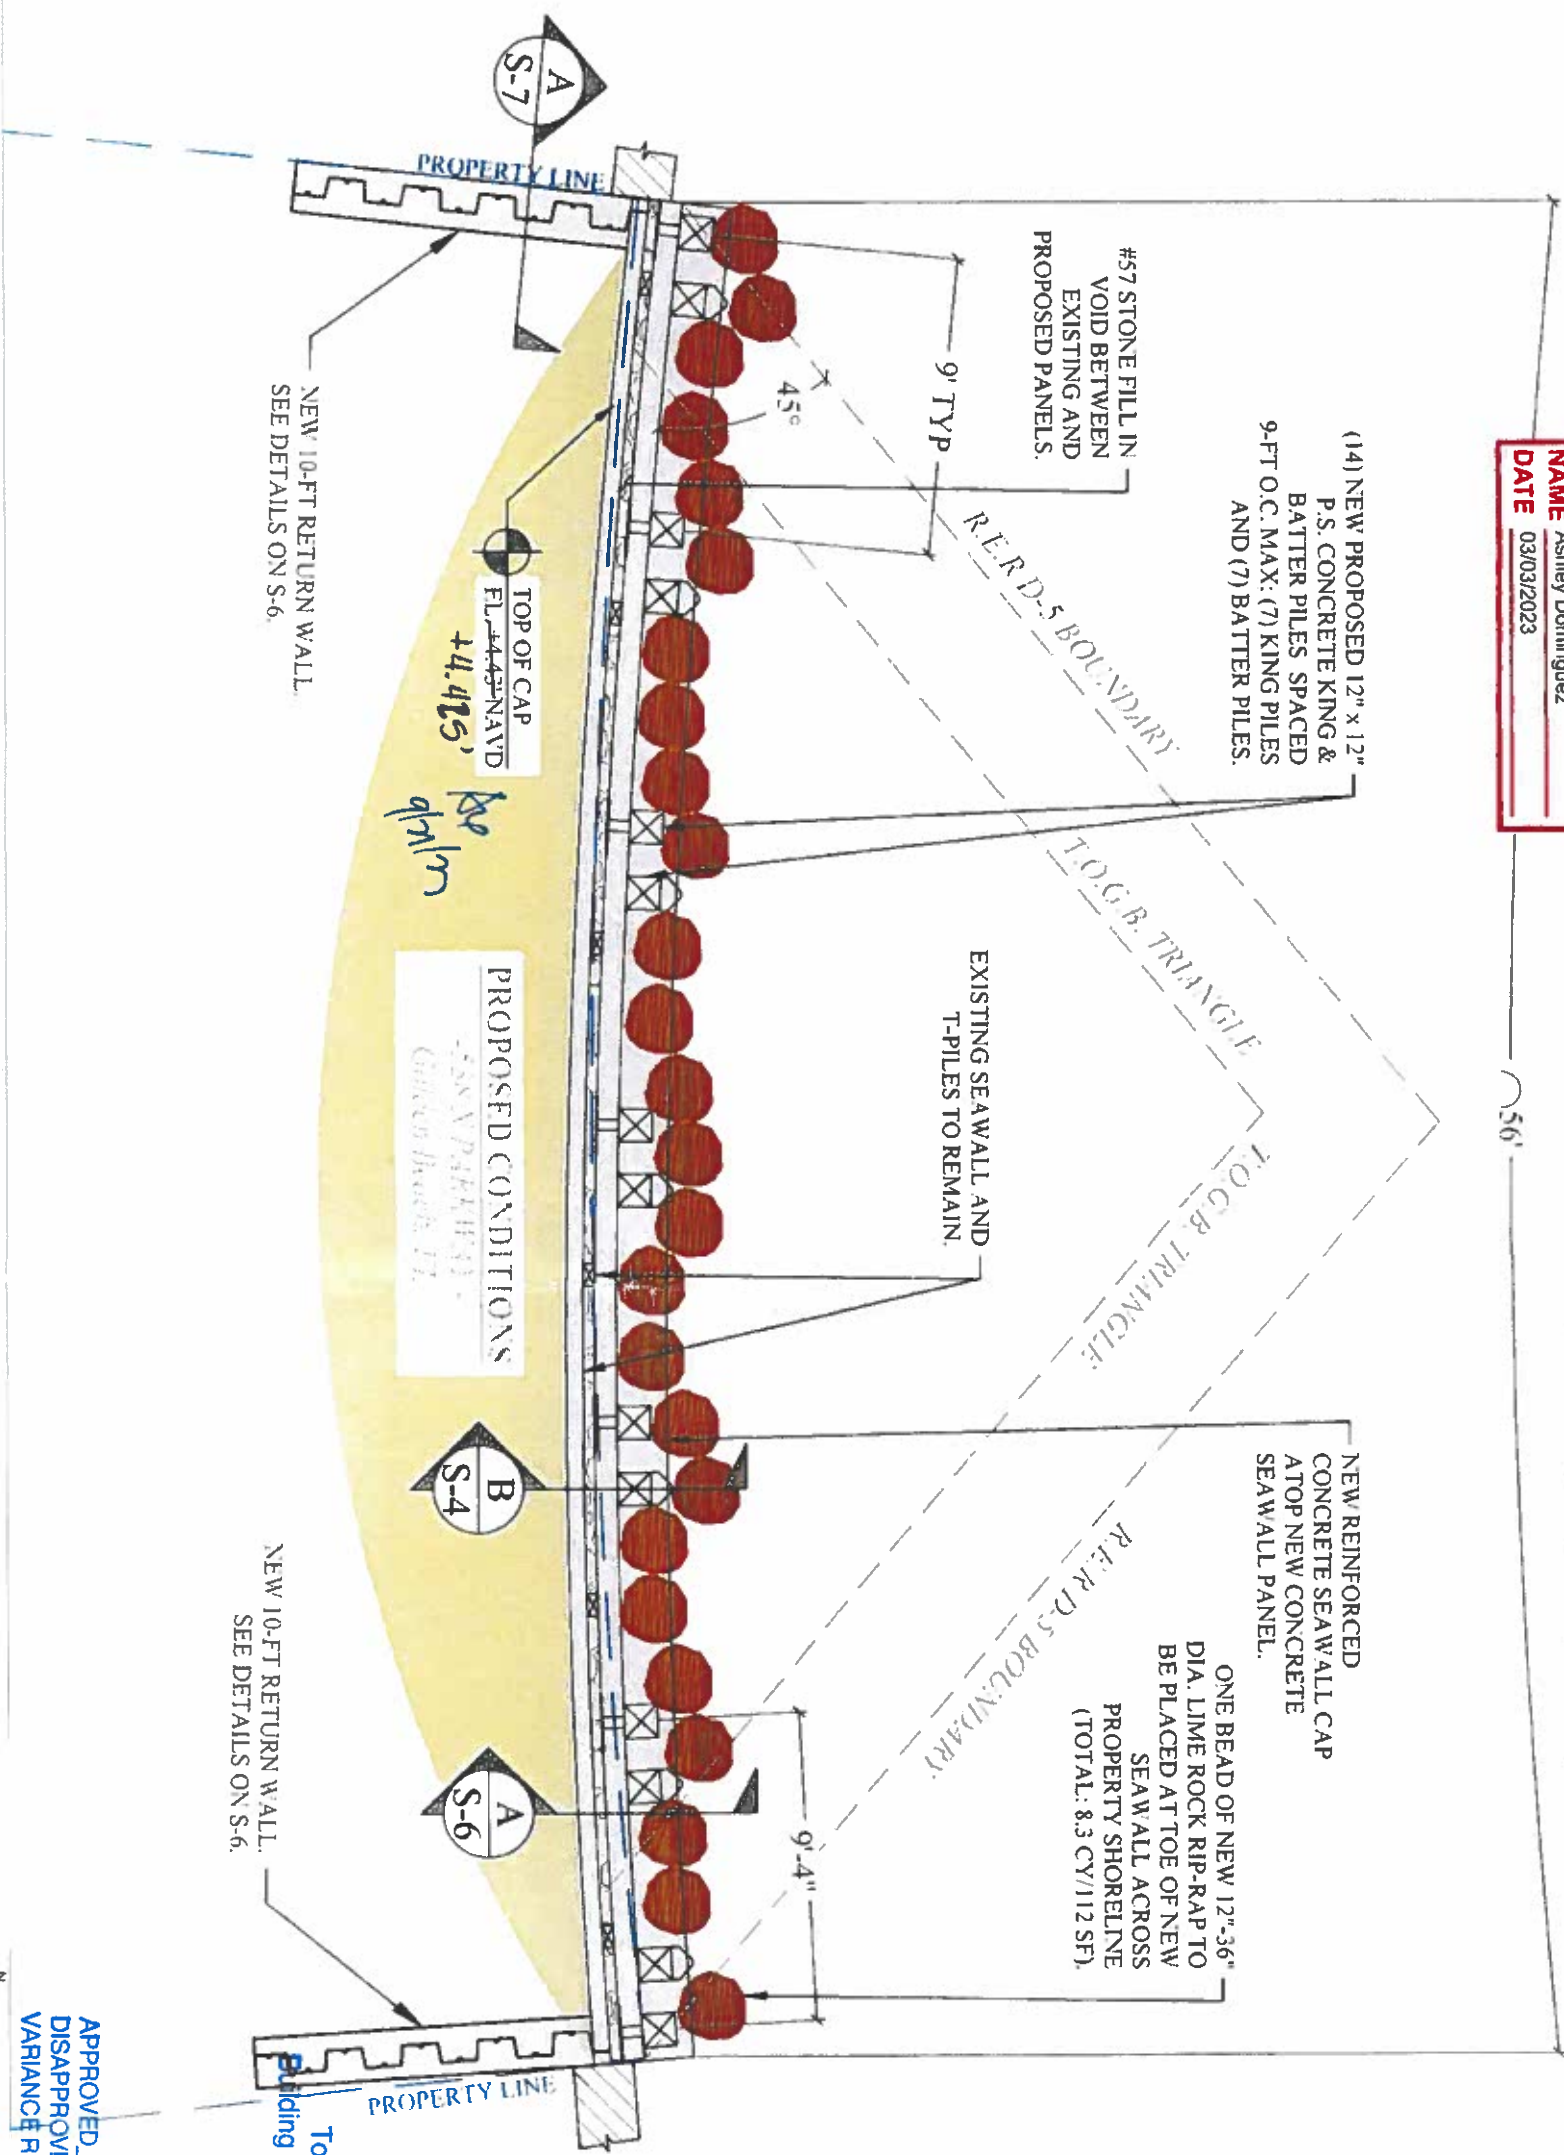 NAME Ashley Dominguez
DATE 03/03/2023
56'
(14) NEW PROPOSED 12" x 12"
P.S. CONCRETE KING &
BATTER PILES SPACED
9-FT O.C. MAX: (7) KING PILES
AND (7) BATTER PILES.
#57 STONE FILL IN
VOID BETWEEN
EXISTING AND
PROPOSED PANELS.
9' TYP
45°
R.E.R D-5 BOUNDARY
T.O.G.B. TRIANGLE
T.O.G.B. TRIANGLE
R.E.R D-5 BOUNDARY
EXISTING SEAWALL AND
T-PILES TO REMAIN.
NEW REINFORCED
CONCRETE SEAWALL CAP
ATOP NEW CONCRETE
SEAWALL PANEL.
ONE BEAD OF NEW 12"-36"
DIA. LIME ROCK RIP-RAP TO
BE PLACED AT TOE OF NEW
SEAWALL ACROSS
PROPERTY SHORELINE
(TOTAL: 8.3 CY/112 SF).
9'-4"
A
S-7
PROPERTY LINE
NEW 10-FT RETURN WALL.
SEE DETAILS ON S-6.
TOP OF CAP
EL. +4.43' NAVD
+4.425'
PROPOSED CONDITIONS
B
S-4
A
S-6
NEW 10-FT RETURN WALL.
SEE DETAILS ON S-6.
PROPERTY LINE
To
Building
APPROVED
DISAPPROV
VARIANCE R
N